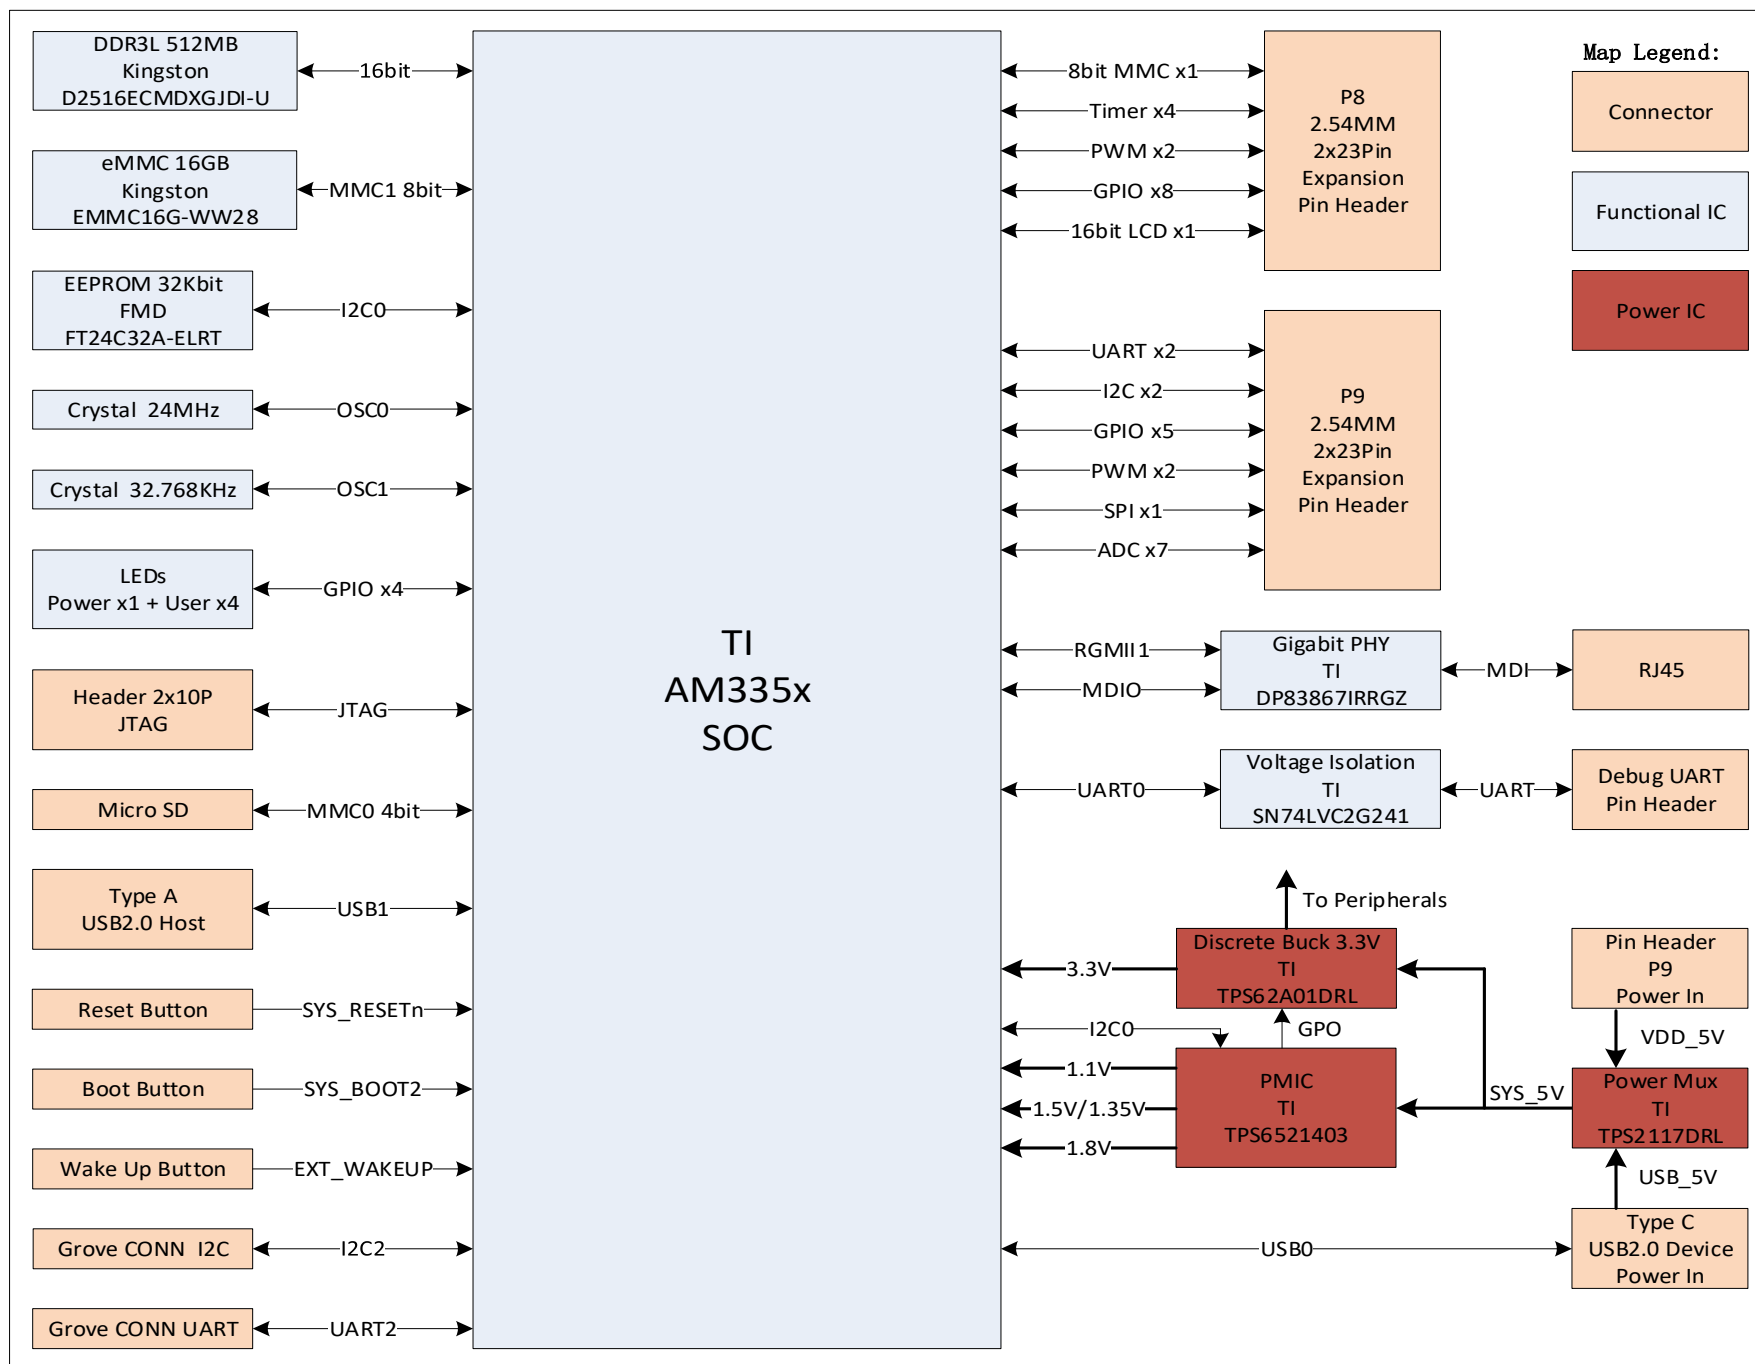 DDR3L 512MB
Kingston
D2516ECMDXGJDI-U
16bit
eMMC 16GB
Kingston
EMMC16G-WW28
MMC1 8bit
EEPROM 32Kbit
FMD
FT24C32A-ELRT
I2C0
Crystal 24MHz
OSC0
Crystal 32.768KHz
OSC1
LEDs
Power x1 + User x4
GPIO x4
Header 2x10P
JTAG
JTAG
Micro SD
MMC0 4bit
Type A
USB2.0 Host
USB1
Reset Button
SYS_RESETn
Boot Button
SYS_BOOT2
Wake Up Button
EXT_WAKEUP
Grove CONN I2C
I2C2
Grove CONN UART
UART2
TI
AM335x
SOC
8bit MMC x1
Timer x4
PWM x2
GPIO x8
16bit LCD x1
P8
2.54MM
2x23Pin
Expansion
Pin Header
UART x2
I2C x2
GPIO x5
PWM x2
SPI x1
ADC x7
P9
2.54MM
2x23Pin
Expansion
Pin Header
RGMII1
MDIO
Gigabit PHY
TI
DP83867IRRGZ
MDI
RJ45
UART0
Voltage Isolation
TI
SN74LVC2G241
UART
Debug UART
Pin Header
To Peripherals
3.3V
Discrete Buck 3.3V
TI
TPS62A01DRL
I2C0
GPO
1.1V
1.5V/1.35V
1.8V
PMIC
TI
TPS6521403
SYS_5V
Pin Header
P9
Power In
VDD_5V
Power Mux
TI
TPS2117DRL
USB_5V
Type C
USB2.0 Device
Power In
USB0
Map Legend:
Connector
Functional IC
Power IC